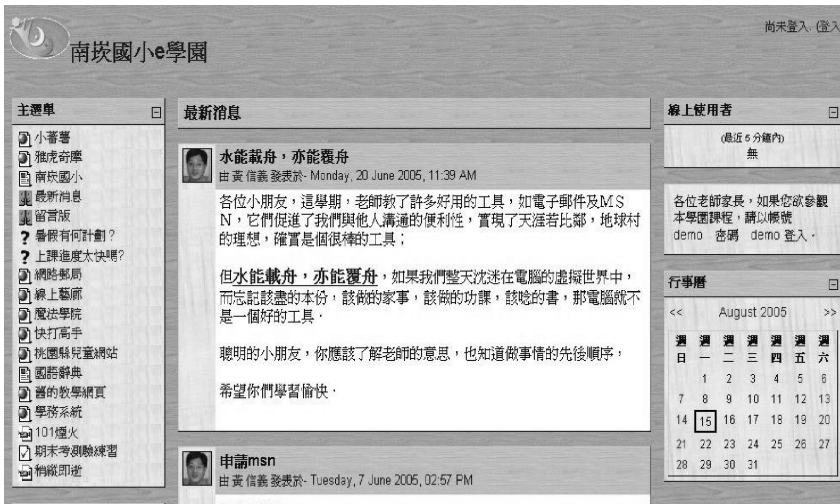 南崁國小e學園
尚未登入. (登入
主選單
小蕃薯
雅虎奇摩
南崁國小
最新消息
留言版
暑假有何計劃？
上課進度太快嗎?
網路郵局
線上藝廊
魔法學院
快打高手
桃園縣兒童網站
國語辭典
舊的教學網頁
學務系統
101煙火
期末考測驗練習
稍縱即逝
最新消息
水能載舟，亦能覆舟
由 黃 信義 發表於- Monday, 20 June 2005, 11:39 AM
各位小朋友，這學期，老師教了許多好用的工具，如電子郵件及MS
N，它們促進了我們與他人溝通的便利性，實現了天涯若比鄰，地球村
的理想，確實是個很棒的工具；
但水能載舟，亦能覆舟，如果我們整天沈迷在電腦的虛擬世界中，
而忘記該盡的本份，該做的家事，該做的功課，該唸的書，那電腦就不
是一個好的工具．
聰明的小朋友，你應該了解老師的意思，也知道做事情的先後順序，
希望你們學習愉快．
申請msn
由 黃 信義 發表於- Tuesday, 7 June 2005, 02:57 PM
線上使用者
(最近 5 分鐘內)
無
各位老師家長，如果您欲參觀
本學園課程，請以帳號
demo 密碼 demo 登入．
行事曆
<< August 2005 >>
週日 週一 週二 週三 週四 週五 週六
1 2 3 4 5 6
7 8 9 10 11 12 13
14 15 16 17 18 19 20
21 22 23 24 25 26 27
28 29 30 31